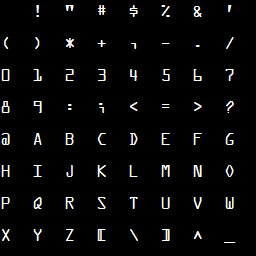 ! " # $ % & '
( ) * + , - . /
0 1 2 3 4 5 6 7
8 9 : ; < = > ?
@ A B C D E F G
H I J K L M N O
P Q R S T U V W
X Y Z [ \ ] ^ _